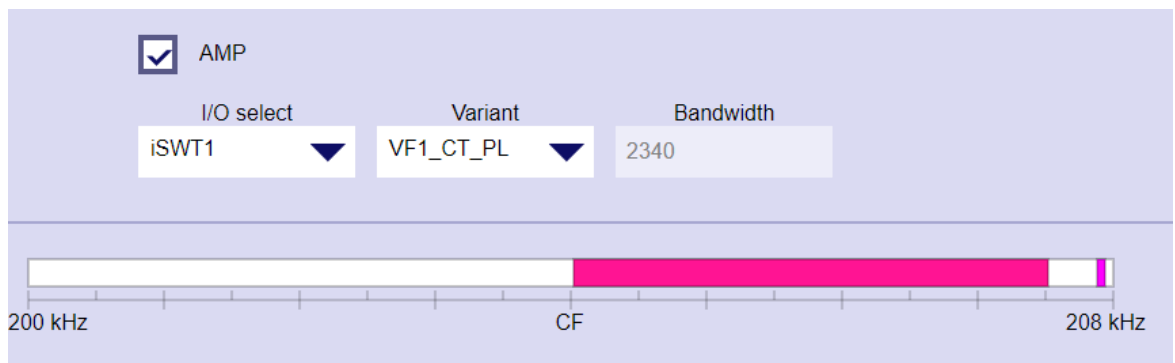 AMP
I/O select Variant Bandwidth
iSWT1 VF1_CT_PL 2340
200 kHz CF 208 kHz